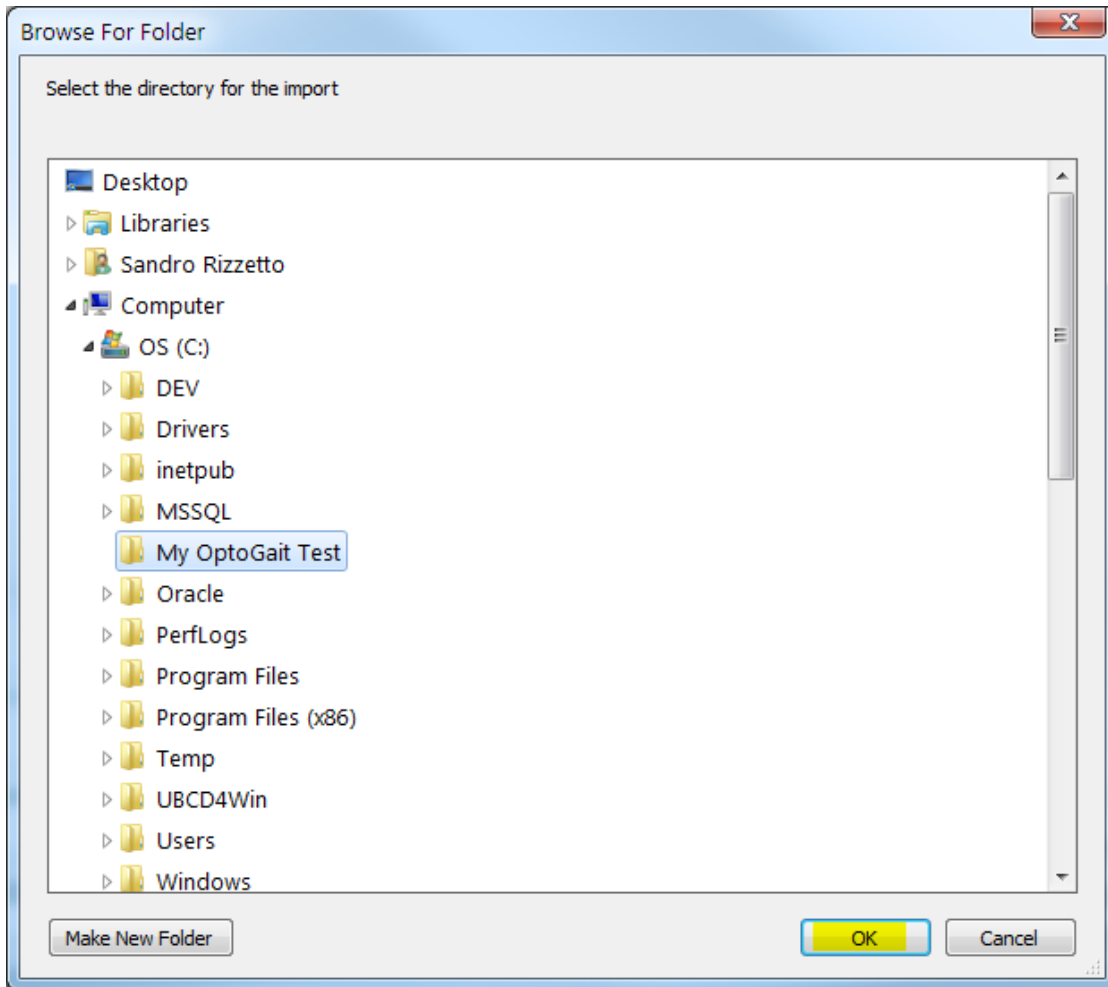 Browse For Folder
Select the directory for the import
Desktop
Libraries
Sandro Rizzetto
Computer
OS (C:)
DEV
Drivers
inetpub
MSSQL
My OptoGait Test
Oracle
PerfLogs
Program Files
Program Files (x86)
Temp
UBCD4Win
Users
Windows
Make New Folder
OK
Cancel